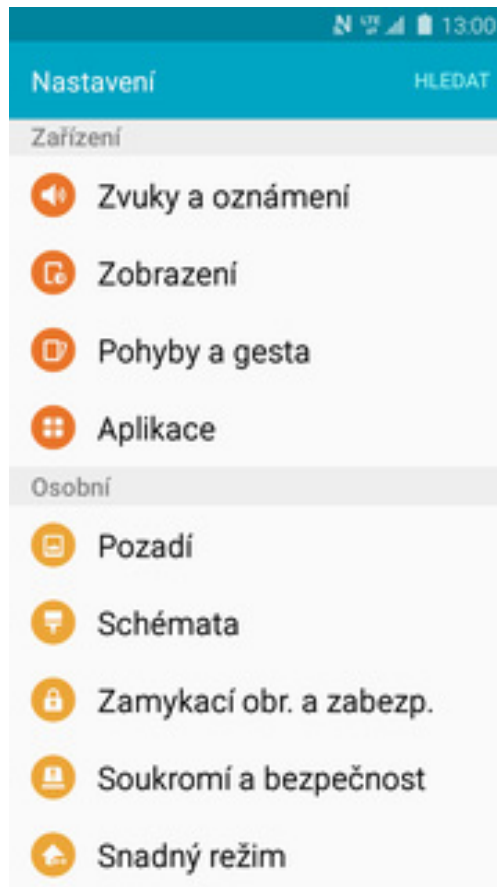 13:00
Nastavení HLEDAT
Zařízení
Zvuky a oznámení
Zobrazení
Pohyby a gesta
Aplikace
Osobní
Pozadí
Schémata
Zamykací obr. a zabezp.
Soukromí a bezpečnost
Snadný režim